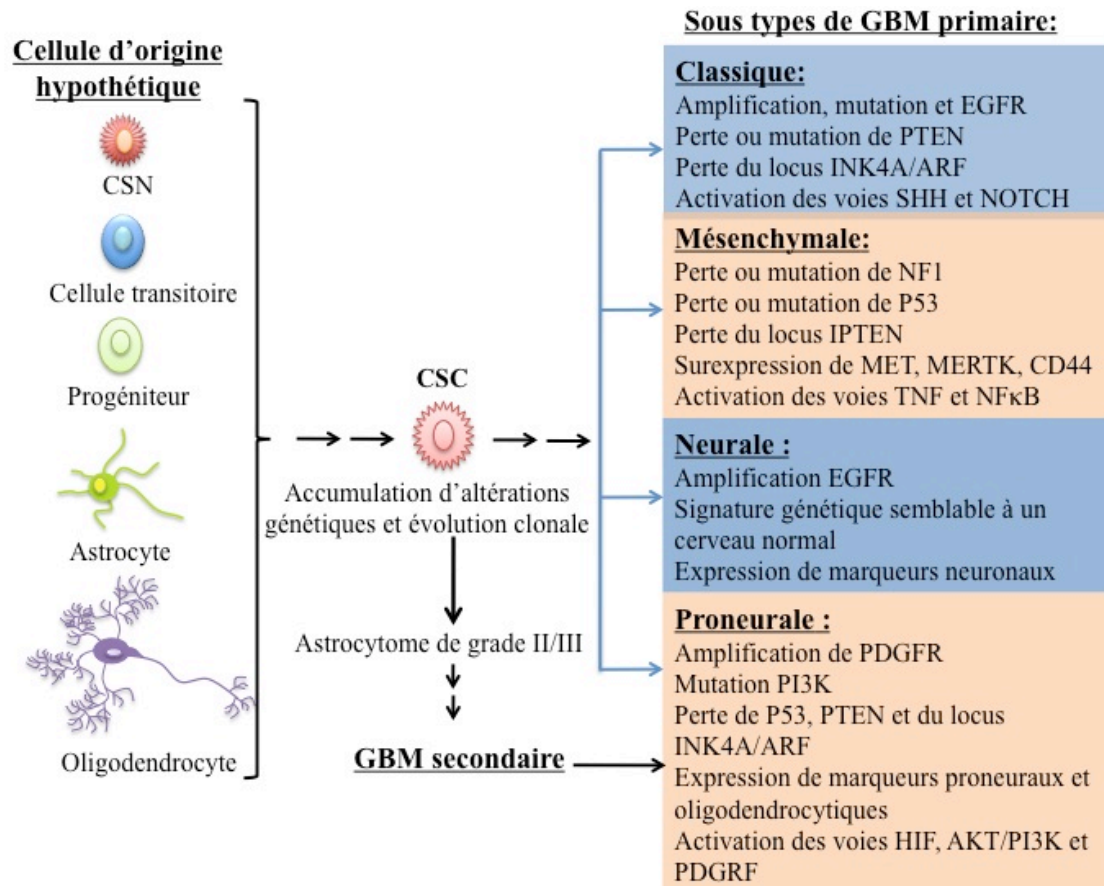 Cellule d'origine
hypothétique
CSN
Cellule transitoire
Progéniteur
Astrocyte
Oligodendrocyte
CSC
Accumulation d'altérations
génétiques et évolution clonale
Astrocytome de grade II/III
GBM secondaire
Sous types de GBM primaire:
Classique:
Amplification, mutation et EGFR
Perte ou mutation de PTEN
Perte du locus INK4A/ARF
Activation des voies SHH et NOTCH
Mésenchymale:
Perte ou mutation de NF1
Perte ou mutation de P53
Perte du locus IPTEN
Surexpression de MET, MERTK, CD44
Activation des voies TNF et NFκB
Neurale :
Amplification EGFR
Signature génétique semblable à un
cerveau normal
Expression de marqueurs neuronaux
Proneurale :
Amplification de PDGFR
Mutation PI3K
Perte de P53, PTEN et du locus
INK4A/ARF
Expression de marqueurs proneuraux et
oligodendrocytiques
Activation des voies HIF, AKT/PI3K et
PDGRF